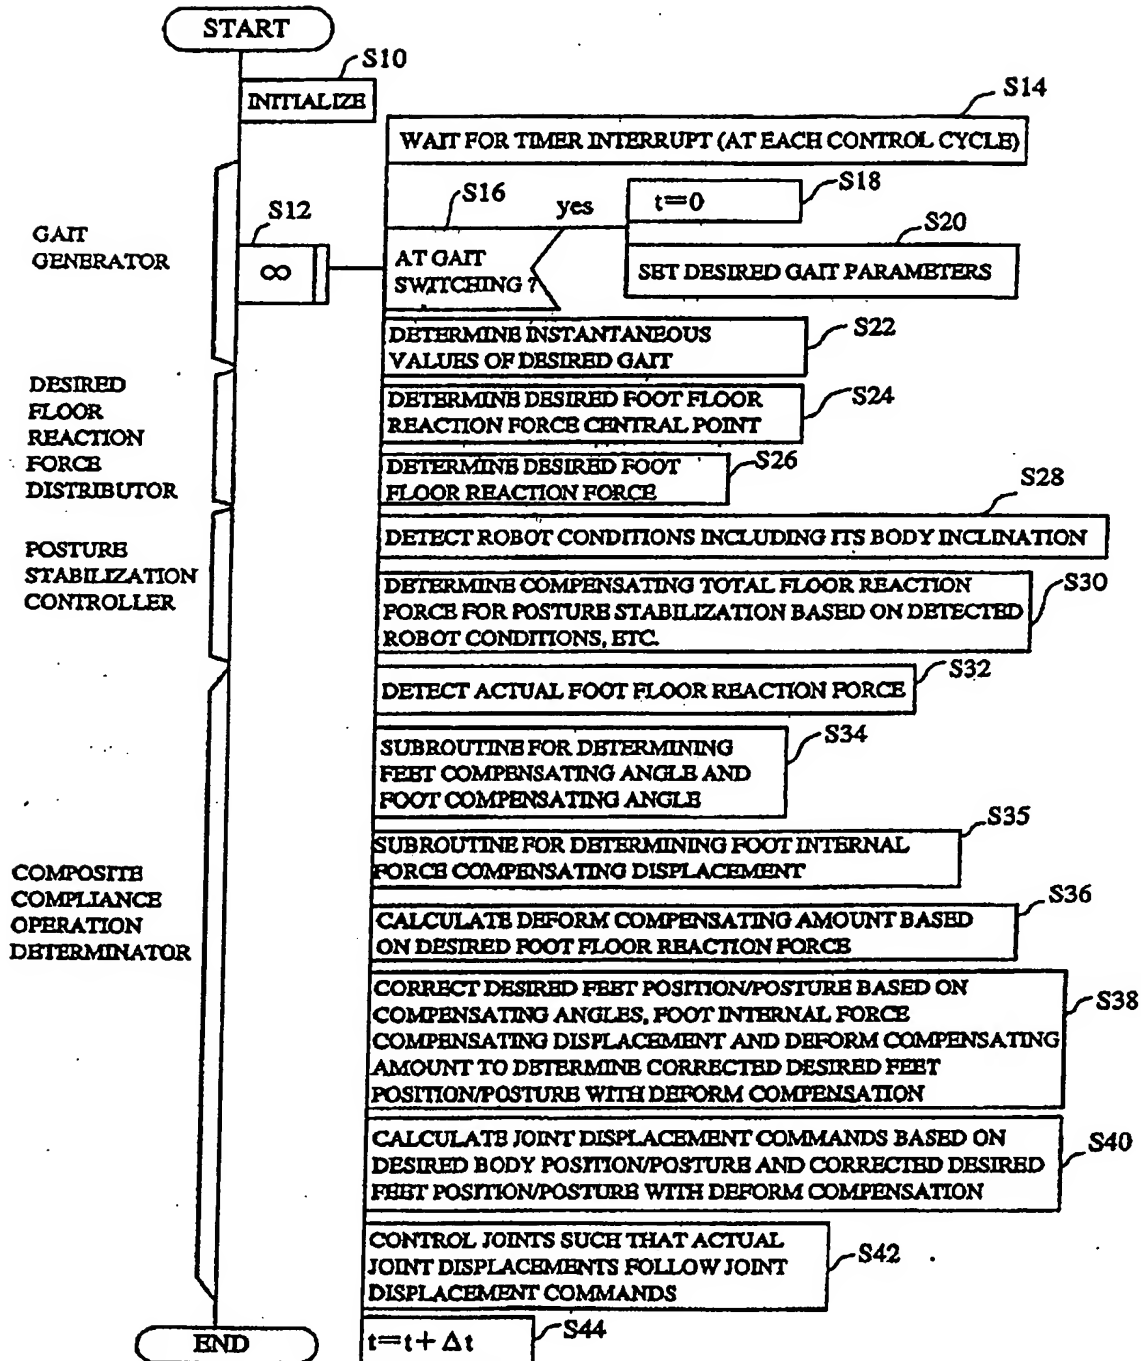 START
S10
INITIALIZE
S14
WAIT FOR TIMER INTERRUPT (AT EACH CONTROL CYCLE)
GAIT
GENERATOR
S12
∞
S16
AT GAIT
SWITCHING ?
yes
S18
t=0
S20
SET DESIRED GAIT PARAMETERS
S22
DETERMINE INSTANTANEOUS
VALUES OF DESIRED GAIT
DESIRED
FLOOR
REACTION
FORCE
DISTRIBUTOR
S24
DETERMINE DESIRED FOOT FLOOR
REACTION FORCE CENTRAL POINT
S26
DETERMINE DESIRED FOOT
FLOOR REACTION FORCE
POSTURE
STABILIZATION
CONTROLLER
S28
DETECT ROBOT CONDITIONS INCLUDING ITS BODY INCLINATION
S30
DETERMINE COMPENSATING TOTAL FLOOR REACTION
FORCE FOR POSTURE STABILIZATION BASED ON DETECTED
ROBOT CONDITIONS, ETC.
S32
DETECT ACTUAL FOOT FLOOR REACTION FORCE
S34
SUBROUTINE FOR DETERMINING
FEET COMPENSATING ANGLE AND
FOOT COMPENSATING ANGLE
S35
SUBROUTINE FOR DETERMINING FOOT INTERNAL
FORCE COMPENSATING DISPLACEMENT
COMPOSITE
COMPLIANCE
OPERATION
DETERMINATOR
S36
CALCULATE DEFORM COMPENSATING AMOUNT BASED
ON DESIRED FOOT FLOOR REACTION FORCE
S38
CORRECT DESIRED FEET POSITION/POSTURE BASED ON
COMPENSATING ANGLES, FOOT INTERNAL FORCE
COMPENSATING DISPLACEMENT AND DEFORM COMPENSATING
AMOUNT TO DETERMINE CORRECTED DESIRED FEET
POSITION/POSTURE WITH DEFORM COMPENSATION
S40
CALCULATE JOINT DISPLACEMENT COMMANDS BASED ON
DESIRED BODY POSITION/POSTURE AND CORRECTED DESIRED
FEET POSITION/POSTURE WITH DEFORM COMPENSATION
S42
CONTROL JOINTS SUCH THAT ACTUAL
JOINT DISPLACEMENTS FOLLOW JOINT
DISPLACEMENT COMMANDS
S44
t=t+Δt
END